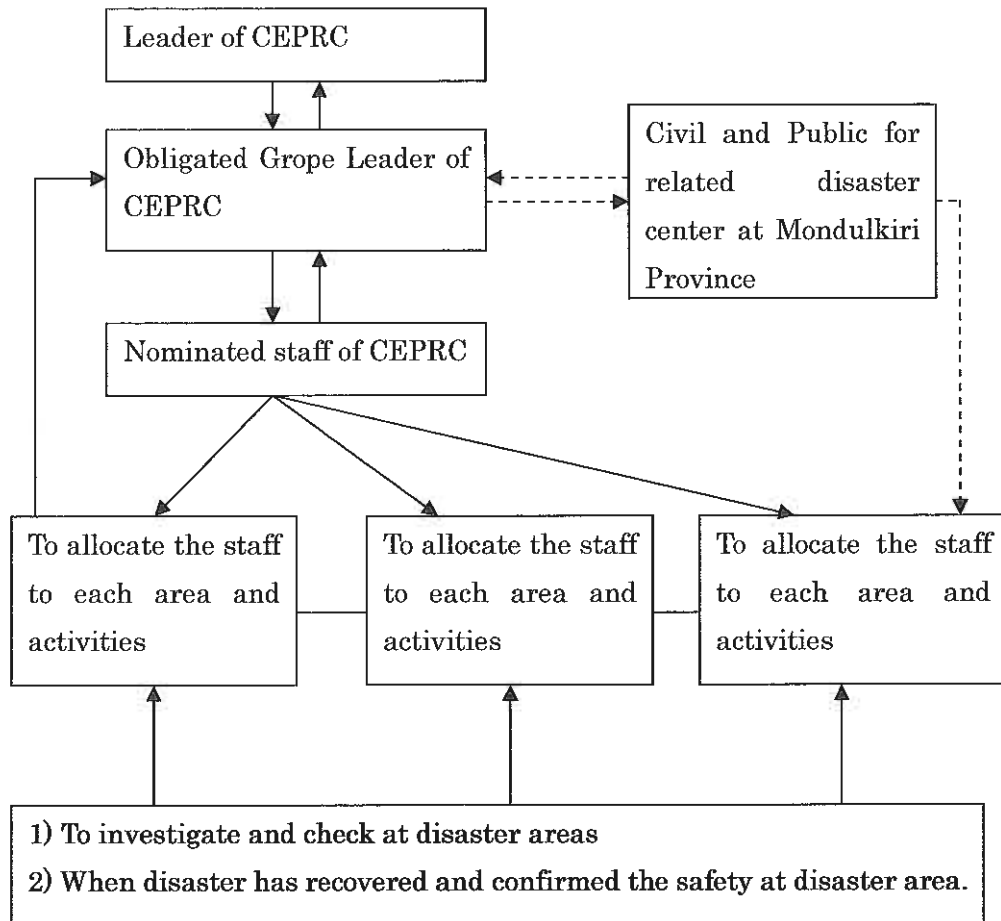 Leader of CEPRC
Obligated Grope Leader of
CEPRC
Civil and Public for
related disaster
center at Mondulkiri
Province
Nominated staff of CEPRC
To allocate the staff
to each area and
activities
To allocate the staff
to each area and
activities
To allocate the staff
to each area and
activities
1) To investigate and check at disaster areas
2) When disaster has recovered and confirmed the safety at disaster area.